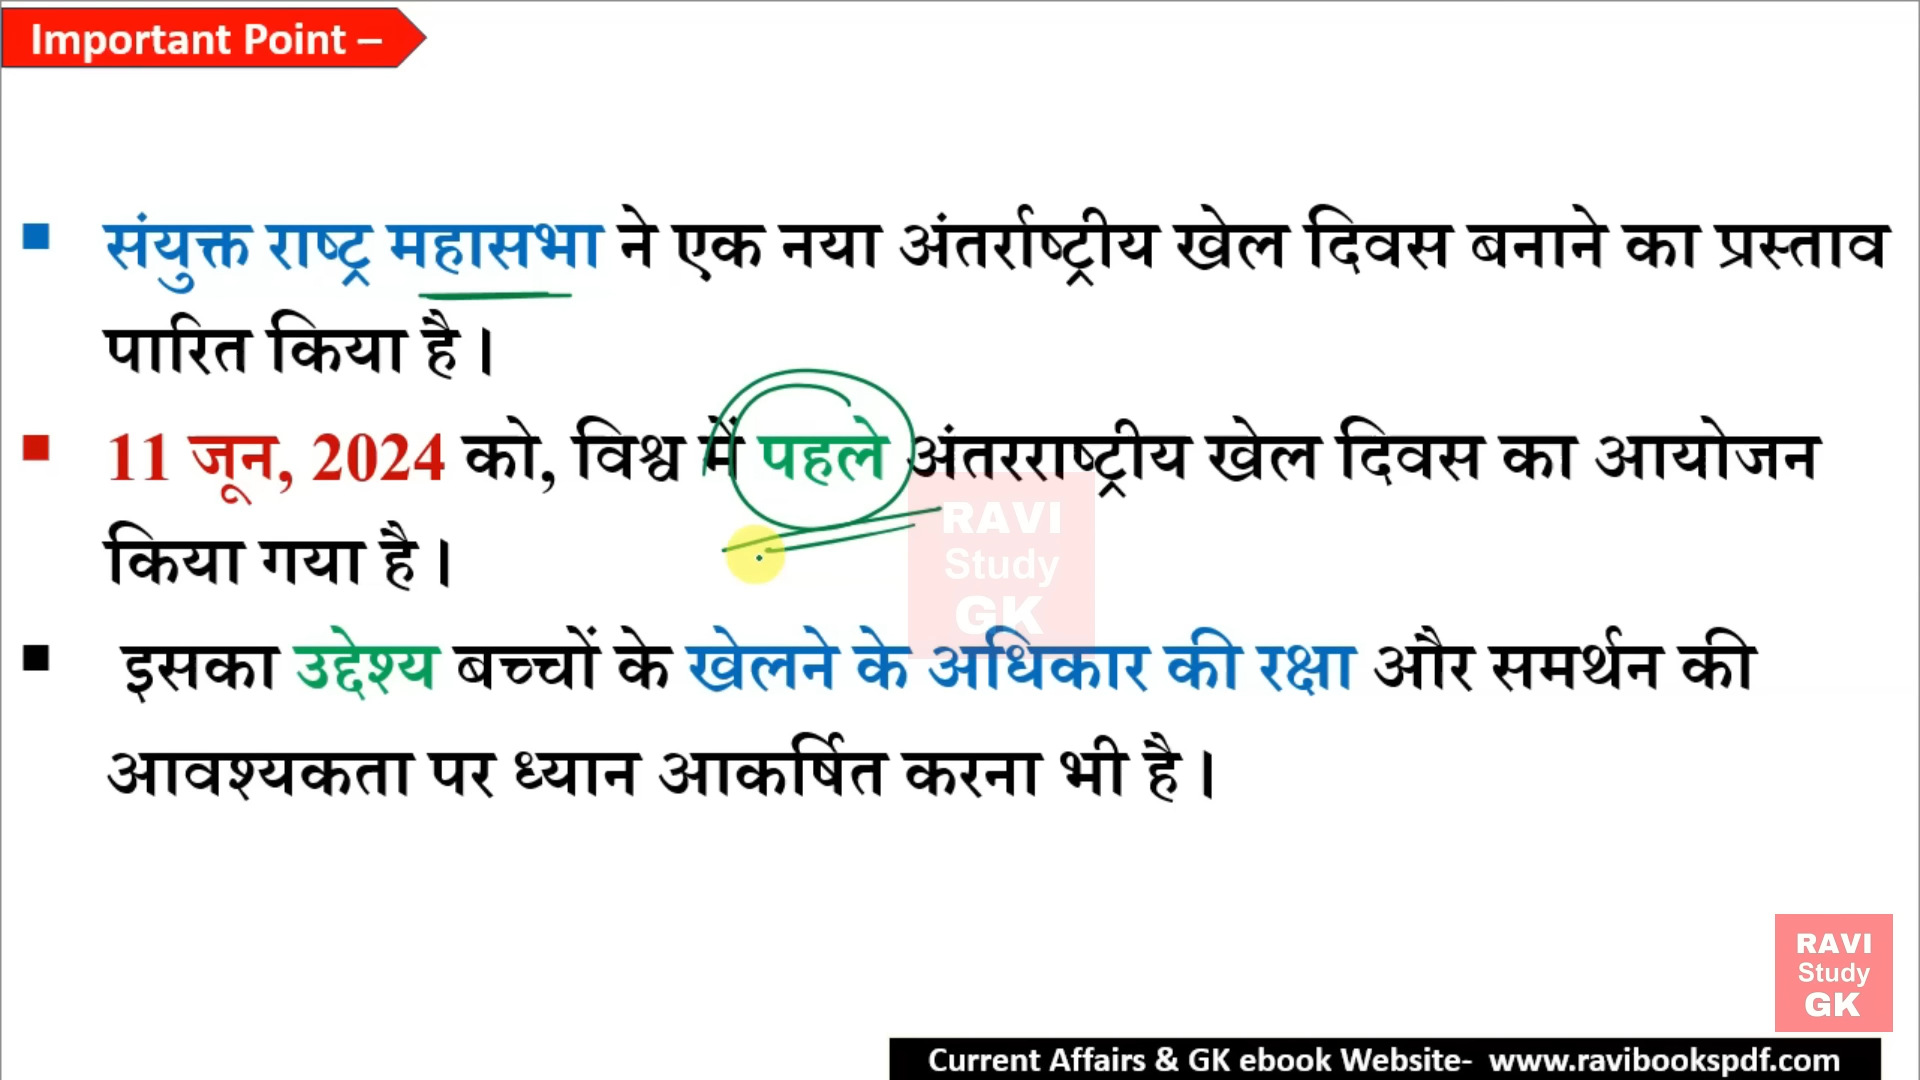 Important Point –
▪ संयुक्त राष्ट्र महासभा ने एक नया अंतर्राष्ट्रीय खेल दिवस बनाने का प्रस्ताव
पारित किया है।
▪ 11 जून, 2024 को, विश्व में पहले अंतरराष्ट्रीय खेल दिवस का आयोजन
किया गया है।
▪ इसका उद्देश्य बच्चों के खेलने के अधिकार की रक्षा और समर्थन की
आवश्यकता पर ध्यान आकर्षित करना भी है।
RAVI
Study
GK
RAVI
Study
GK
Current Affairs & GK ebook Website- www.ravibookspdf.com